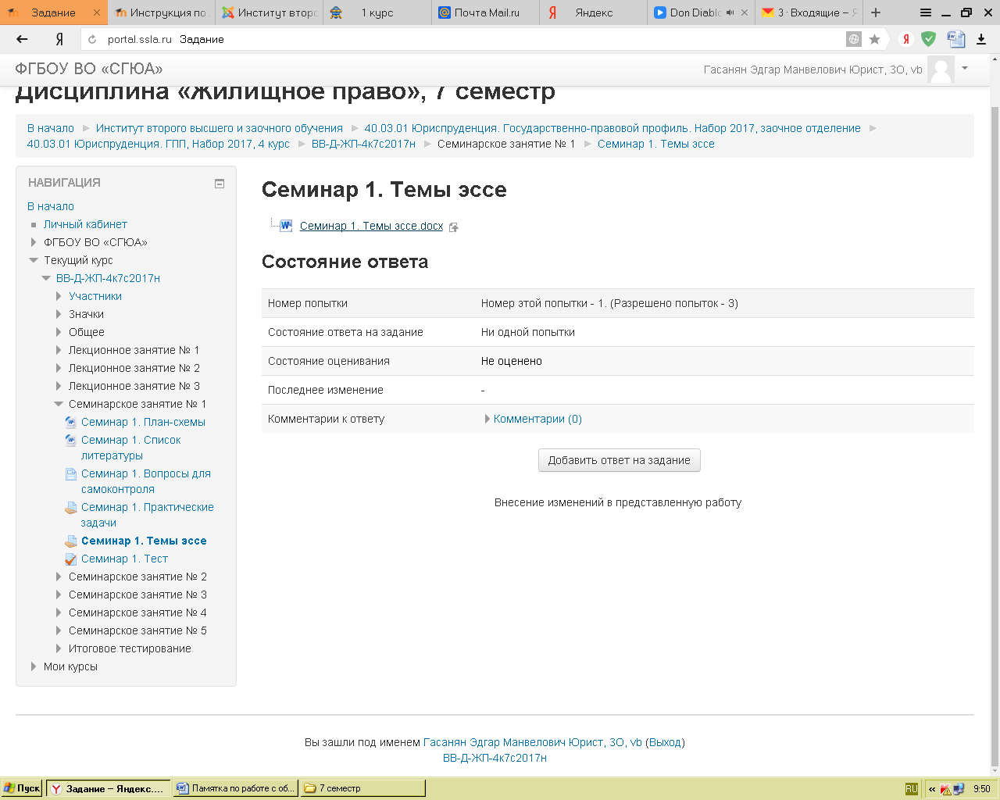 Задание
Инструкция по
Институт второ
1 курс
Почта Mail.ru
Яндекс
Don Diablo
3 · Входящие –
portal.ssla.ru Задание
ФГБОУ ВО «СГЮА»
Гасанян Эдгар Манвелович Юрист, ЗО, vb
Дисциплина «Жилищное право», 7 семестр
В начало ► Институт второго высшего и заочного обучения ► 40.03.01 Юриспруденция. Государственно-правовой профиль. Набор 2017, заочное отделение ►
40.03.01 Юриспруденция. ГПП, Набор 2017, 4 курс ► ВВ-Д-ЖП-4к7с2017н ► Семинарское занятие № 1 ► Семинар 1. Темы эссе
НАВИГАЦИЯ
В начало
Личный кабинет
ФГБОУ ВО «СГЮА»
Текущий курс
ВВ-Д-ЖП-4к7с2017н
Участники
Значки
Общее
Лекционное занятие № 1
Лекционное занятие № 2
Лекционное занятие № 3
Семинарское занятие № 1
Семинар 1. План-схемы
Семинар 1. Список
литературы
Семинар 1. Вопросы для
самоконтроля
Семинар 1. Практические
задачи
Семинар 1. Темы эссе
Семинар 1. Тест
Семинарское занятие № 2
Семинарское занятие № 3
Семинарское занятие № 4
Семинарское занятие № 5
Итоговое тестирование
Мои курсы
Семинар 1. Темы эссе
Семинар 1. Темы эссе.docx
Состояние ответа
Номер попытки Номер этой попытки - 1. (Разрешено попыток - 3)
Состояние ответа на задание Ни одной попытки
Состояние оценивания Не оценено
Последнее изменение -
Комментарии к ответу Комментарии (0)
Добавить ответ на задание
Внесение изменений в представленную работу
Вы зашли под именем Гасанян Эдгар Манвелович Юрист, ЗО, vb (Выход)
ВВ-Д-ЖП-4к7с2017н
Пуск
Задание – Яндекс....
Памятка по работе с об...
7 семестр
RU
«
9:50